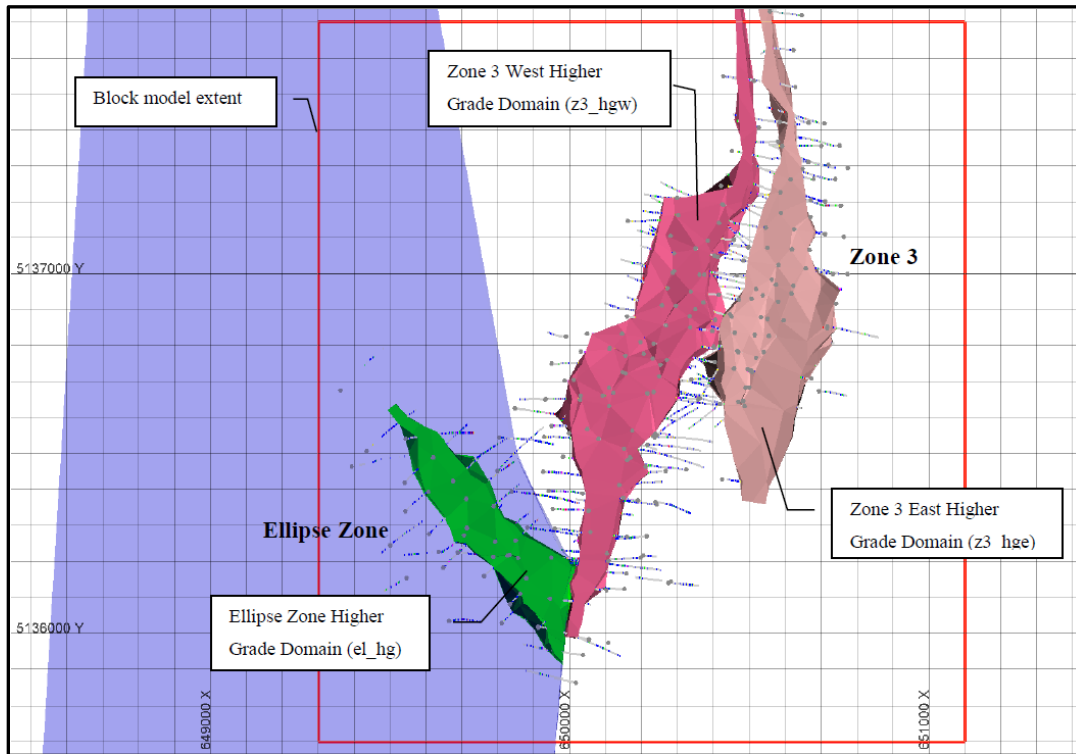 Zone 3 West Higher
Grade Domain (z3_hgw)
Block model extent
Zone 3
5137000 Y
Zone 3 East Higher
Grade Domain (z3_hge)
Ellipse Zone
Ellipse Zone Higher
Grade Domain (el_hg)
5136000 Y
649000 X
650000 X
651000 X